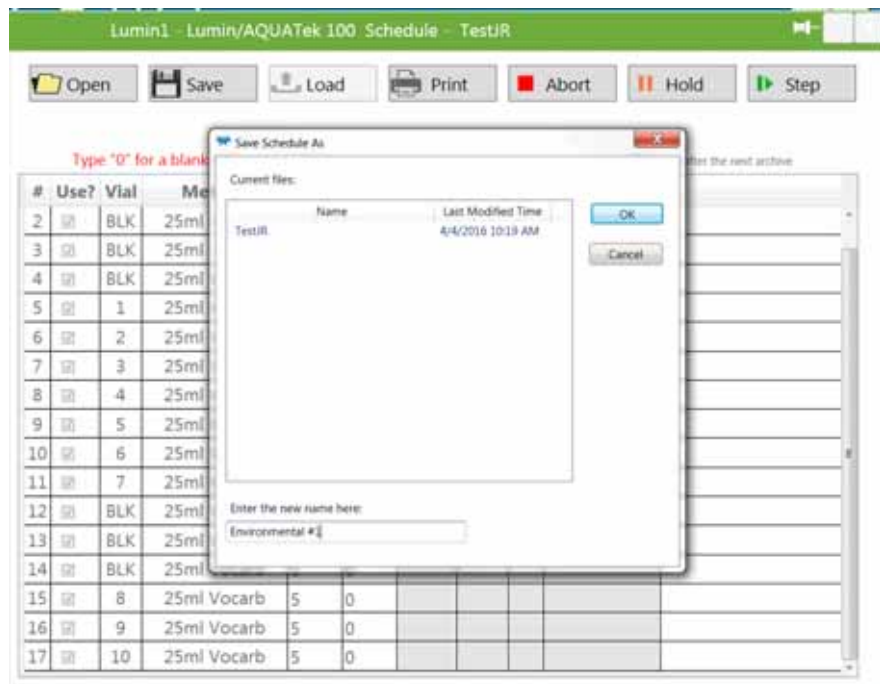 Lumin1 - Lumin/AQUATek 100 Schedule - TestJR
Open Save Load Print Abort Hold Step
Type "0" for a blank
after the next archive
Save Schedule As
Current files:
Name Last Modified Time
TestJR 4/4/2016 10:19 AM
OK
Cancel
Enter the new name here:
Environmental #1
# Use? Vial Me
2 BLK 25ml
3 BLK 25ml
4 BLK 25ml
5 1 25ml
6 2 25ml
7 3 25ml
8 4 25ml
9 5 25ml
10 6 25ml
11 7 25ml
12 BLK 25ml
13 BLK 25ml
14 BLK 25ml
15 8 25ml Vocarb 5 0
16 9 25ml Vocarb 5 0
17 10 25ml Vocarb 5 0